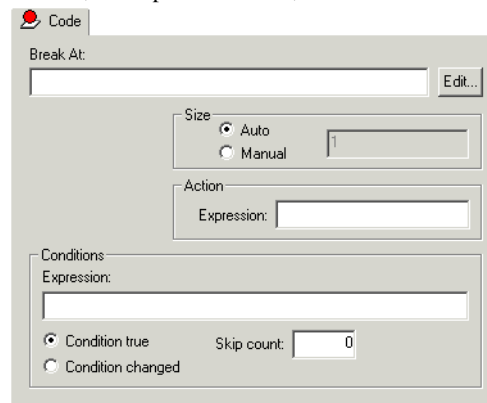 Code
Break At:
Edit...
Size
Auto
1
Manual
Action
Expression:
Conditions
Expression:
Condition true
Skip count: 0
Condition changed